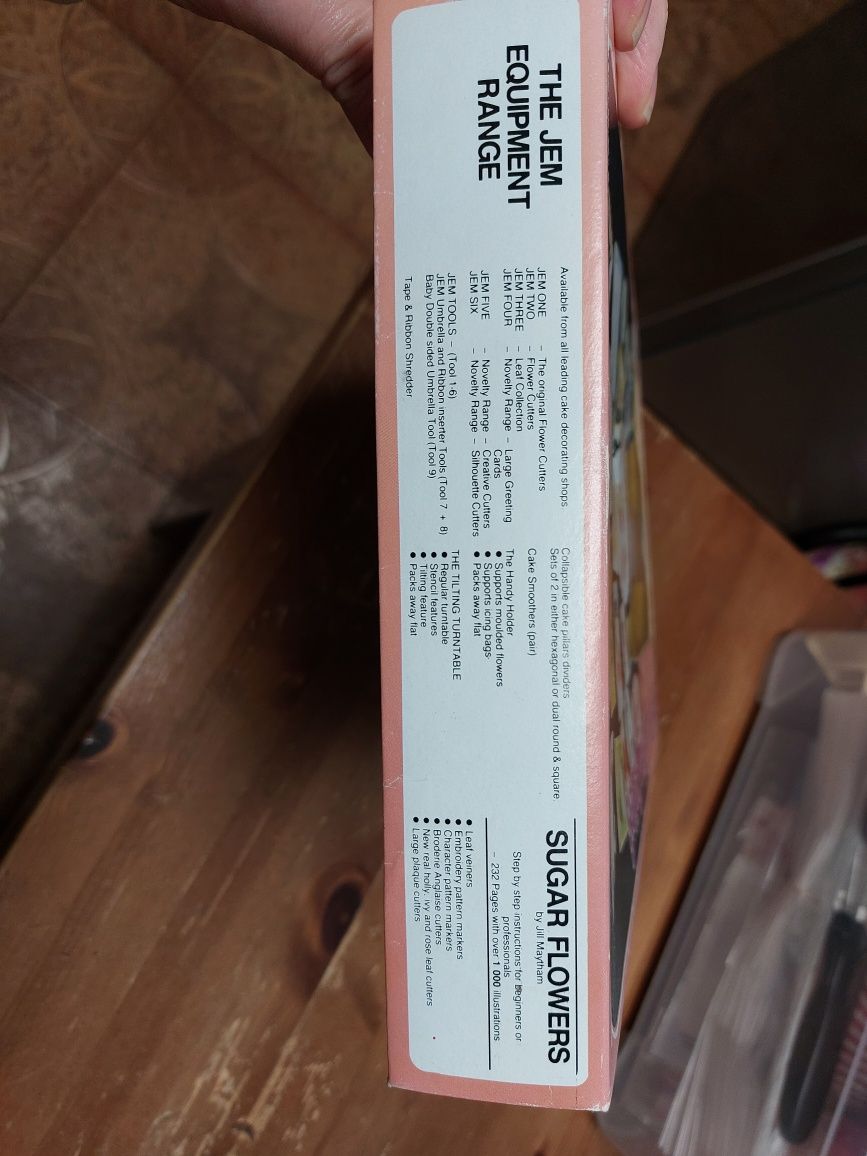 THE JEM
EQUIPMENT
RANGE
Available from all leading cake decorating shops
JEM ONE – The original Flower Cutters
JEM TWO – Flower Cutters
JEM THREE – Leaf Collection
JEM FOUR – Novelty Range – Large Greeting
Cards
JEM FIVE – Novelty Range – Creative Cutters
JEM SIX – Novelty Range – Silhouette Cutters
JEM TOOLS – (Tool 1-6)
JEM Umbrella and Ribbon inserter Tools (Tool 7 + 8)
Baby Double sided Umbrella Tool (Tool 9)
Tape & Ribbon Shredder
Collapsible cake pillars dividers
Sets of 2 in either hexagonal or dual round & square
Cake Smoothers (pair)
The Handy Holder
● Supports moulded flowers
● Supports icing bags
● Packs away flat
THE TILTING TURNTABLE
● Regular turntable
● Stencil features
● Tilting feature
● Packs away flat
SUGAR FLOWERS
by Jill Maytham
Step by step instructions for beginners or
professionals
– 232 Pages with over 1 000 illustrations
● Leaf veiners
● Embroidery pattern markers
● Character pattern markers
● Broderie Anglaise cutters
● New real holly, ivy and rose leaf cutters
● Large plaque cutters